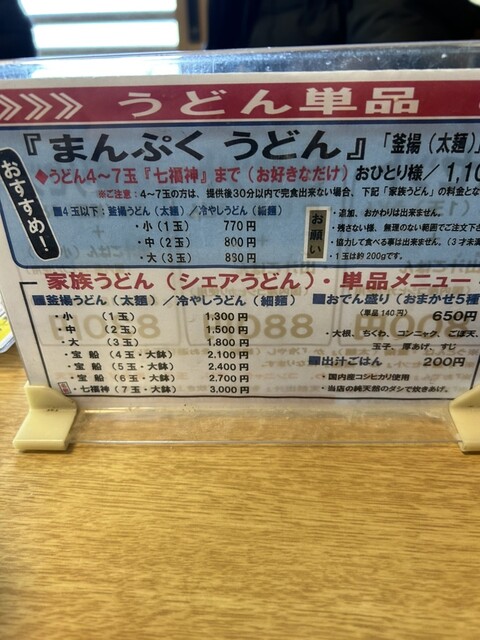 うどん単品
おすすめ！
『まんぷく うどん』「釜揚（太麺）」
◆うどん4〜7玉『七福神』まで（お好きなだけ）おひとり様／1,10
※ご注意：4〜7玉の方は、提供後30分以内で完食出来ない場合、下記「家族うどん」の料金とな
■4玉以下：釜揚うどん（太麺）／冷やしうどん（細麺）
・小（1玉） 770円
・中（2玉） 800円
・大（3玉） 880円
お願い
・追加、おかわりは出来ません。
・残さない様、無理のない範囲でご注文下
・協力して食べる事は出来ません。（3才未満
・1玉は約200gです。
家族うどん（シェアうどん）・単品メニュー
■釜揚うどん（太麺）／冷やしうどん（細麺）
・小（1玉） 1,300円
・中（2玉） 1,500円
・大（3玉） 1,800円
・宝船（4玉・大鉢） 2,100円
・宝船（5玉・大鉢） 2,400円
・宝船（6玉・大鉢） 2,700円
・七福神（7玉・大鉢） 3,000円
■おでん盛り（おまかせ5種
（単品140円） 650円
・大根、ちくわ、コンニャク、ごぼ天、
玉子、厚あげ、すじ
■出汁ごはん 200円
・国内産コシヒカリ使用
・当店の純天然のダシで炊きあげ。